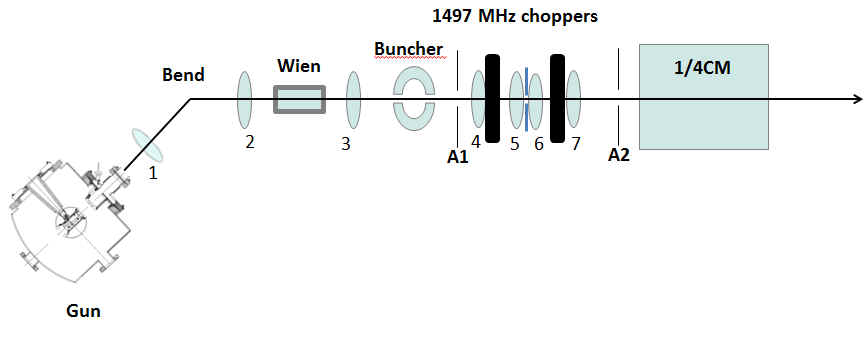 1497 MHz choppers
Buncher
Wien
Bend
1/4CM
1
2
3
4
5
6
7
A1
A2
Gun